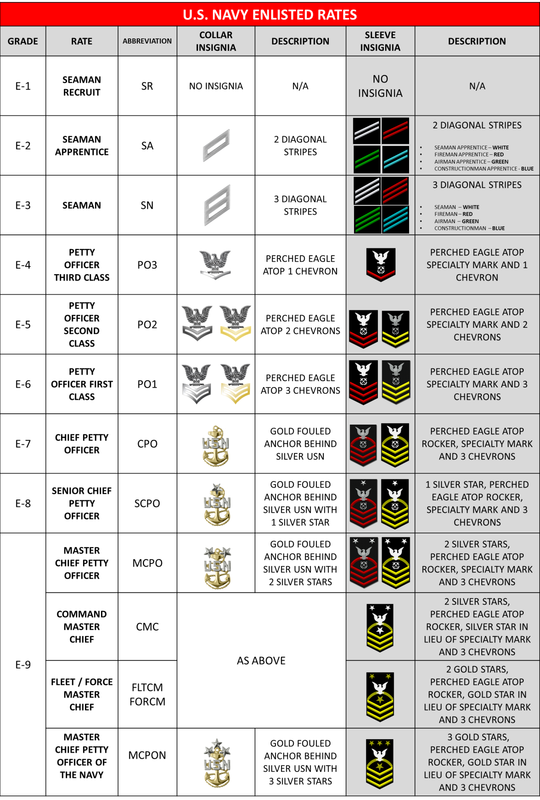 U.S. NAVY ENLISTED RATES
GRADE
RATE
ABBREVIATION
COLLAR
INSIGNIA
DESCRIPTION
SLEEVE
INSIGNIA
DESCRIPTION
E-1
SEAMAN
RECRUIT
SR
NO INSIGNIA
N/A
NO
INSIGNIA
N/A
E-2
SEAMAN
APPRENTICE
SA
2 DIAGONAL
STRIPES
2 DIAGONAL STRIPES
• SEAMAN APPRENTICE – WHITE
• FIREMAN APPRENTICE – RED
• AIRMAN APPRENTICE – GREEN
• CONSTRUCTIONMAN APPRENTICE - BLUE
E-3
SEAMAN
SN
3 DIAGONAL
STRIPES
3 DIAGONAL STRIPES
• SEAMAN – WHITE
• FIREMAN – RED
• AIRMAN – GREEN
• CONSTRUCTIONMAN – BLUE
E-4
PETTY
OFFICER
THIRD CLASS
PO3
PERCHED EAGLE
ATOP 1 CHEVRON
PERCHED EAGLE ATOP
SPECIALTY MARK AND 1
CHEVRON
E-5
PETTY
OFFICER
SECOND
CLASS
PO2
PERCHED EAGLE
ATOP 2 CHEVRONS
PERCHED EAGLE ATOP
SPECIALTY MARK AND 2
CHEVRONS
E-6
PETTY
OFFICER FIRST
CLASS
PO1
PERCHED EAGLE
ATOP 3 CHEVRONS
PERCHED EAGLE ATOP
SPECIALTY MARK AND 3
CHEVRONS
E-7
CHIEF PETTY
OFFICER
CPO
USN
GOLD FOULED
ANCHOR BEHIND
SILVER USN
PERCHED EAGLE ATOP
ROCKER, SPECIALTY MARK
AND 3 CHEVRONS
E-8
SENIOR CHIEF
PETTY
OFFICER
SCPO
USN
GOLD FOULED
ANCHOR BEHIND
SILVER USN WITH
1 SILVER STAR
1 SILVER STAR, PERCHED
EAGLE ATOP ROCKER,
SPECIALTY MARK AND 3
CHEVRONS
E-9
MASTER
CHIEF PETTY
OFFICER
MCPO
USN
GOLD FOULED
ANCHOR BEHIND
SILVER USN WITH
2 SILVER STARS
2 SILVER STARS,
PERCHED EAGLE ATOP
ROCKER, SPECIALTY MARK
AND 3 CHEVRONS
COMMAND
MASTER
CHIEF
CMC
AS ABOVE
2 SILVER STARS,
PERCHED EAGLE ATOP
ROCKER, SILVER STAR IN
LIEU OF SPECIALTY MARK
AND 3 CHEVRONS
FLEET / FORCE
MASTER
CHIEF
FLTCM
FORCM
2 GOLD STARS,
PERCHED EAGLE ATOP
ROCKER, GOLD STAR IN
LIEU OF SPECIALTY MARK
AND 3 CHEVRONS
MASTER
CHIEF PETTY
OFFICER OF
THE NAVY
MCPON
USN
GOLD FOULED
ANCHOR BEHIND
SILVER USN WITH
3 SILVER STARS
3 GOLD STARS,
PERCHED EAGLE ATOP
ROCKER, GOLD STAR IN
LIEU OF SPECIALTY MARK
AND 3 CHEVRONS